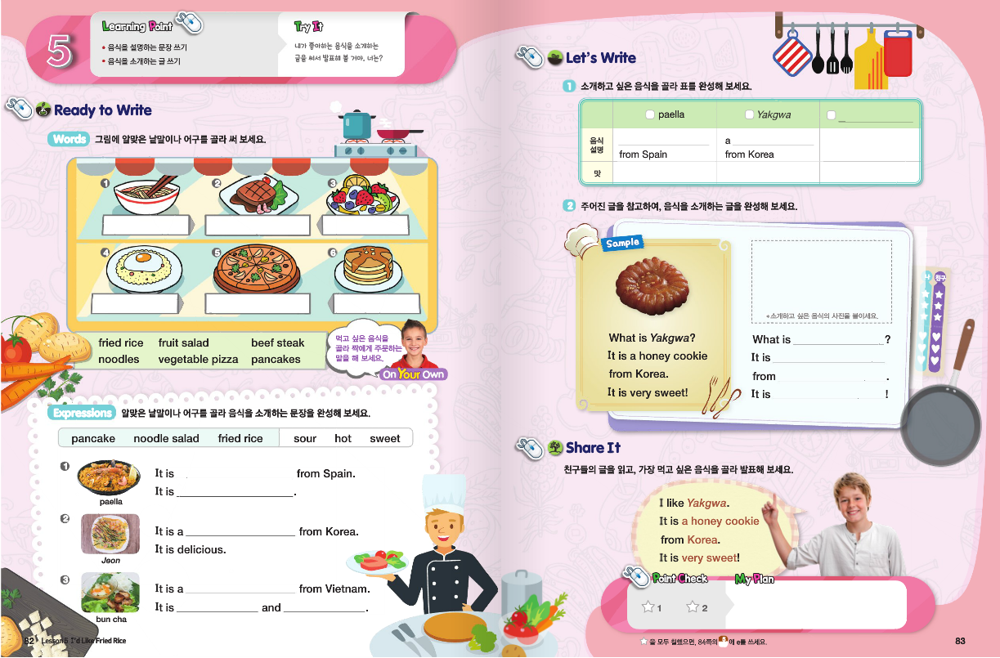 5
Learning Point
• 음식을 설명하는 문장 쓰기
• 음식을 소개하는 글 쓰기
Try It
내가 좋아하는 음식을 소개하는
글을 써서 발표해 볼 거야. 너는?
Ready to Write
Words 그림에 알맞은 낱말이나 어구를 골라 써 보세요.
1 2 3
4 5 6
fried rice fruit salad beef steak
noodles vegetable pizza pancakes
먹고 싶은 음식을
골라 짝에게 주문하는
말을 해 보세요.
On Your Own
Expressions 알맞은 낱말이나 어구를 골라 음식을 소개하는 문장을 완성해 보세요.
pancake noodle salad fried rice sour hot sweet
1
paella
It is from Spain.
It is ______.
2
Jeon
It is a ______ from Korea.
It is delicious.
3
bun cha
It is a ______ from Vietnam.
It is ______ and ______.
82 Lesson 5 I'd Like Fried Rice
Let's Write
1 소개하고 싶은 음식을 골라 표를 완성해 보세요.
paella Yakgwa ______
음식
설명
______ from Spain
a ______ from Korea
맛
2 주어진 글을 참고하여, 음식을 소개하는 글을 완성해 보세요.
Sample
What is Yakgwa?
It is a honey cookie
from Korea.
It is very sweet!
*소개하고 싶은 음식의 사진을 붙이세요.
What is ______?
It is ______
from ______.
It is ______!
나 친구
Share It
친구들의 글을 읽고, 가장 먹고 싶은 음식을 골라 발표해 보세요.
I like Yakgwa.
It is a honey cookie
from Korea.
It is very sweet!
Point Check
☆ 1 ☆ 2
My Plan
☆을 모두 칠했으면, 84쪽의 에 e를 쓰세요.
83